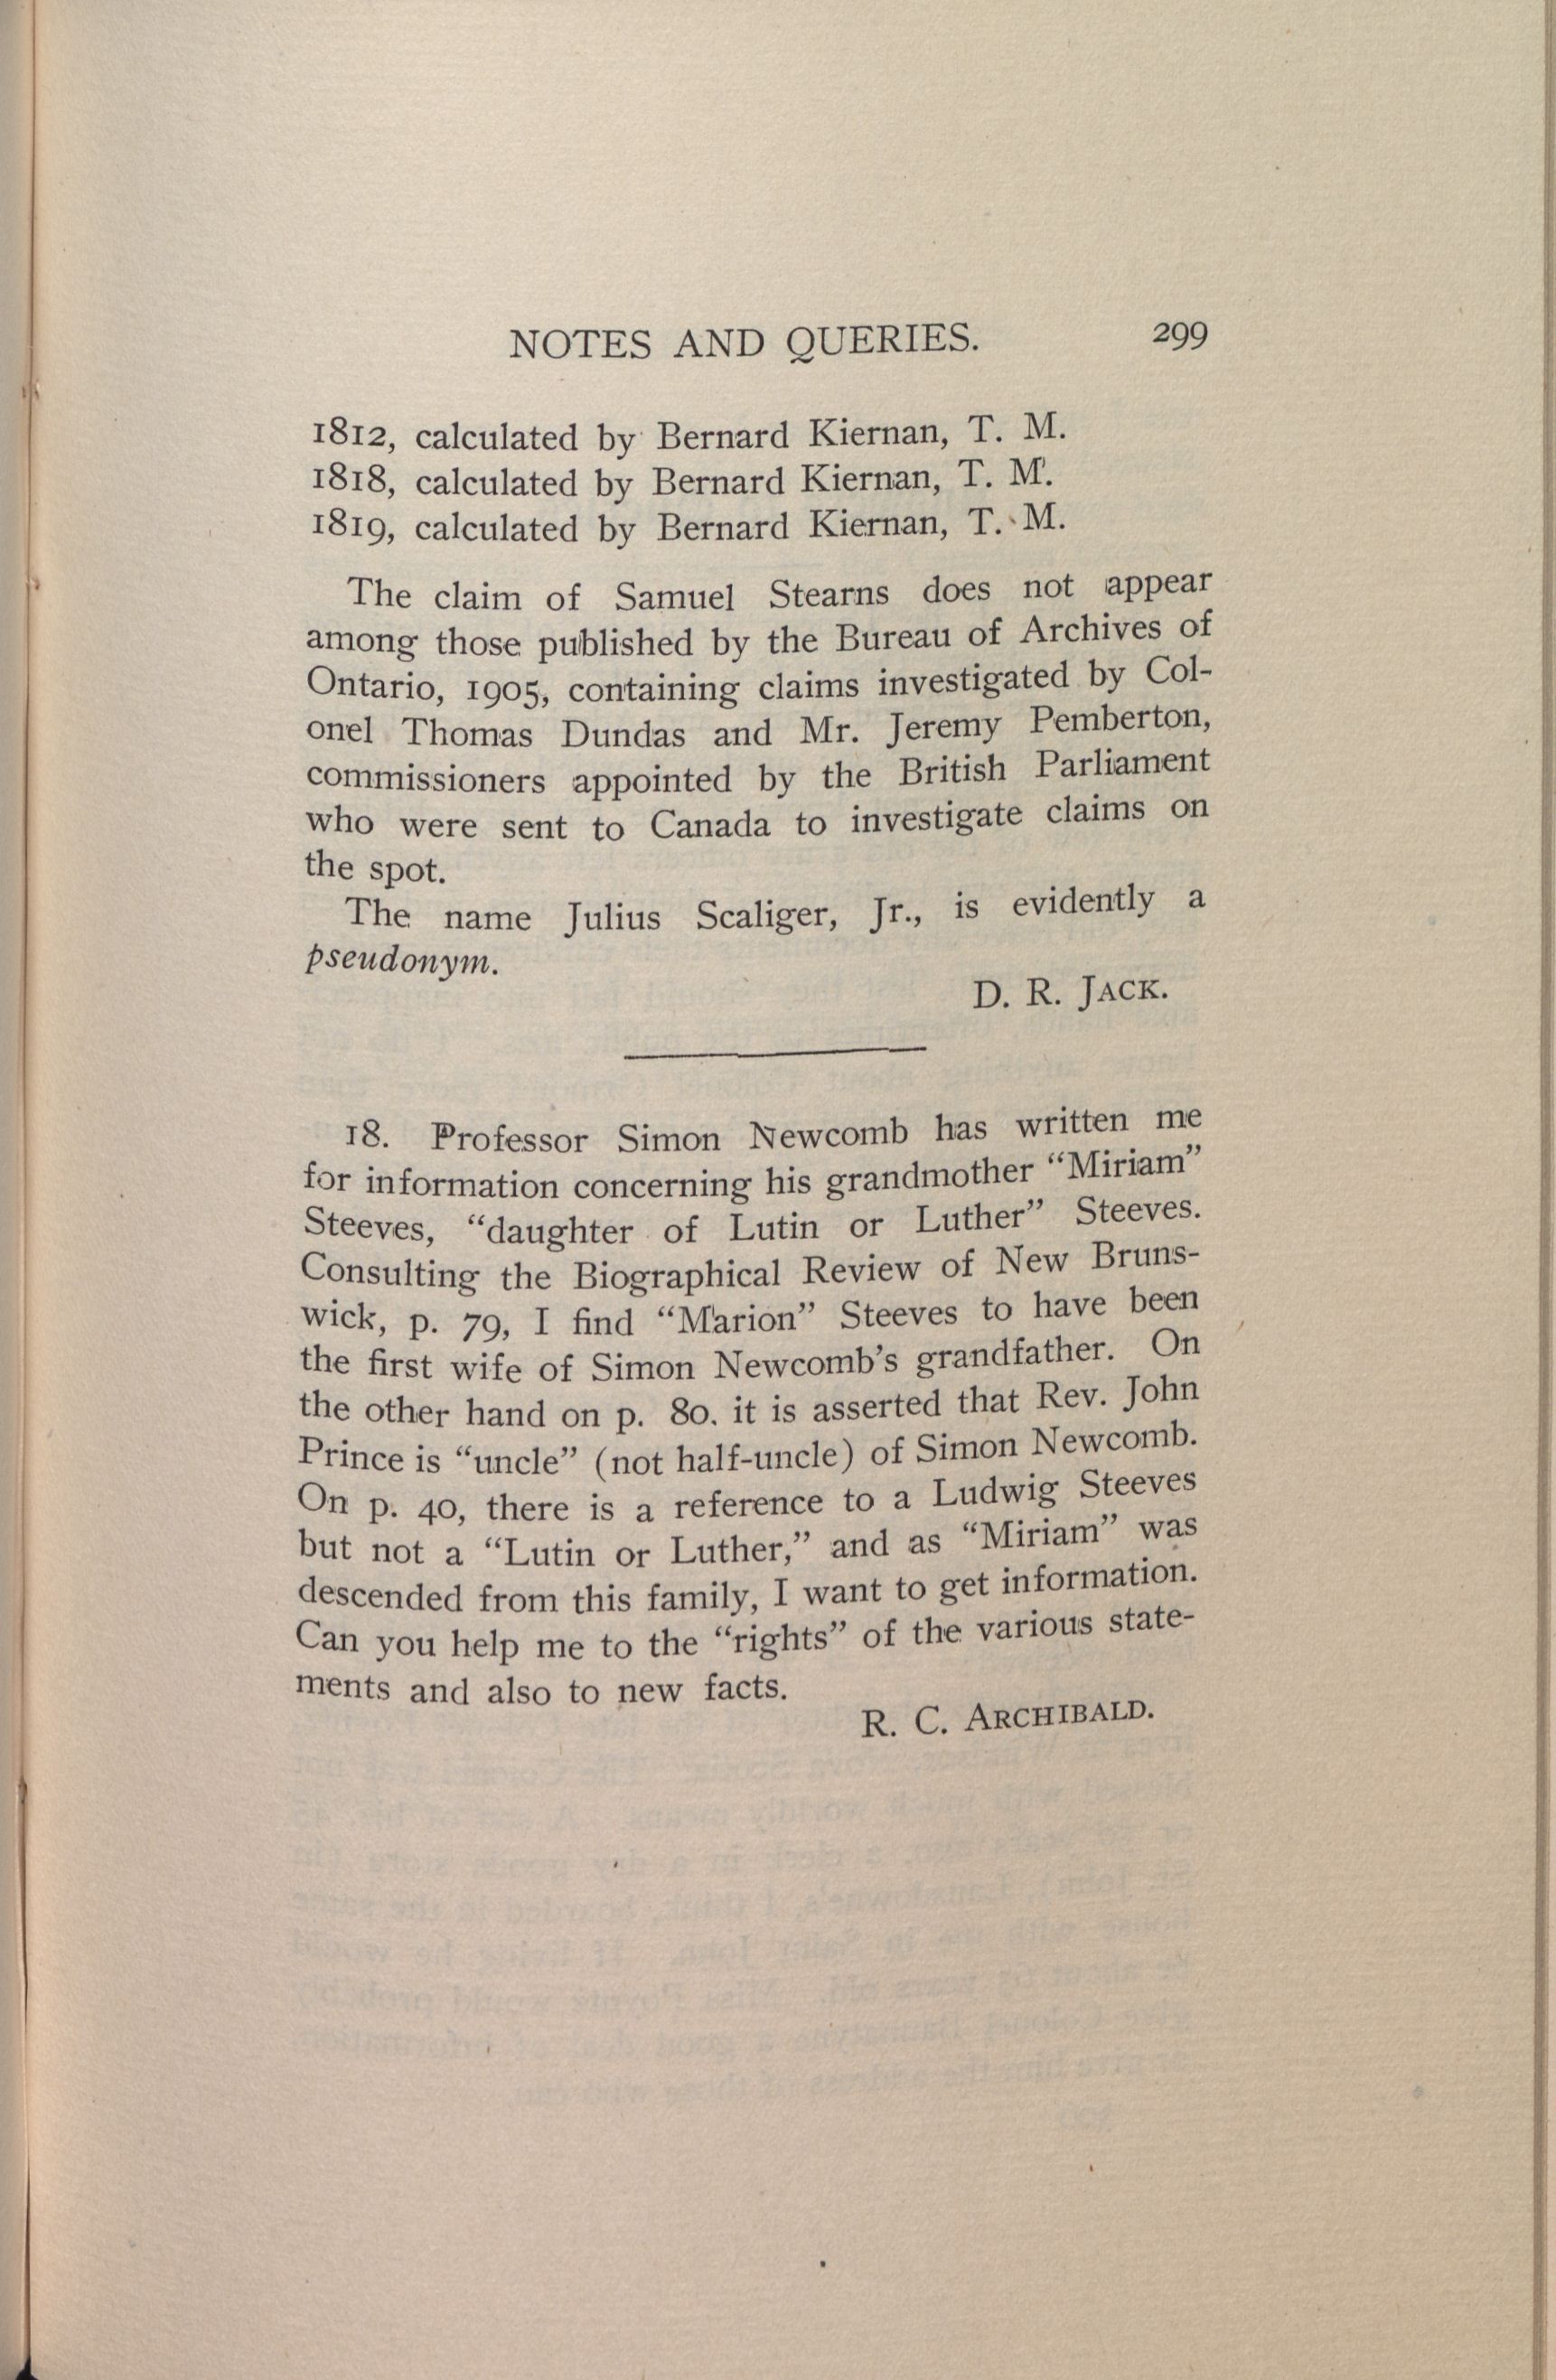 NOTES AND QUERIES. 299
1812, calculated by Bernard Kiernan, T. M.
1818, calculated by Bernard Kiernan, T. M.
1819, calculated by Bernard Kiernan, T. M.
The claim of Samuel Stearns does not appear
among those published by the Bureau of Archives of
Ontario, 1905, containing claims investigated by Col-
onel Thomas Dundas and Mr. Jeremy Pemberton,
commissioners appointed by the British Parliament
who were sent to Canada to investigate claims on
the spot.
The name Julius Scaliger, Jr., is evidently a
pseudonym.
D. R. JACK.
18. Professor Simon Newcomb has written me
for information concerning his grandmother “Miriam”
Steeves, “daughter of Lutin or Luther” Steeves.
Consulting the Biographical Review of New Bruns-
wick, p. 79, I find “Marion” Steeves to have been
the first wife of Simon Newcomb’s grandfather. On
the other hand on p. 80. it is asserted that Rev. John
Prince is “uncle” (not half-uncle) of Simon Newcomb.
On p. 40, there is a reference to a Ludwig Steeves
but not a “Lutin or Luther,” and as “Miriam” was
descended from this family, I want to get information.
Can you help me to the “rights” of the various state-
ments and also to new facts.
R. C. ARCHIBALD.